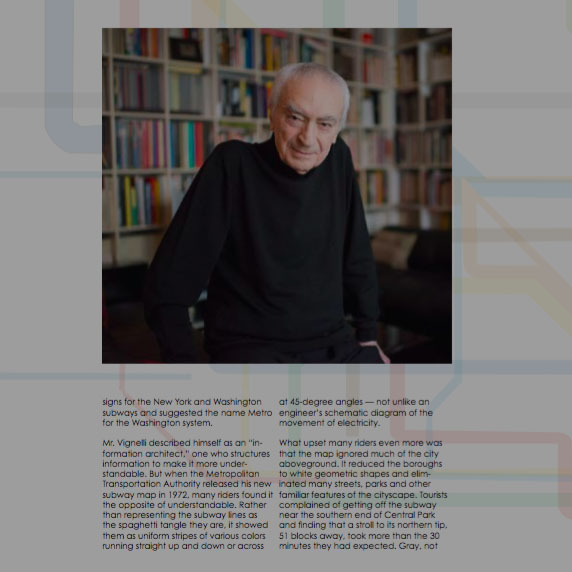 signs for the New York and Washington
subways and suggested the name Metro
for the Washington system.
Mr. Vignelli described himself as an “in-
formation architect,” one who structures
information to make it more under-
standable. But when the Metropolitan
Transportation Authority released his new
subway map in 1972, many riders found it
the opposite of understandable. Rather
than representing the subway lines as
the spaghetti tangle they are, it showed
them as uniform stripes of various colors
running straight up and down or across
at 45-degree angles — not unlike an
engineer’s schematic diagram of the
movement of electricity.
What upset many riders even more was
that the map ignored much of the city
aboveground. It reduced the boroughs
to white geometric shapes and elim-
inated many streets, parks and other
familiar features of the cityscape. Tourists
complained of getting off the subway
near the southern end of Central Park
and finding that a stroll to its northern tip,
51 blocks away, took more than the 30
minutes they had expected. Gray, not